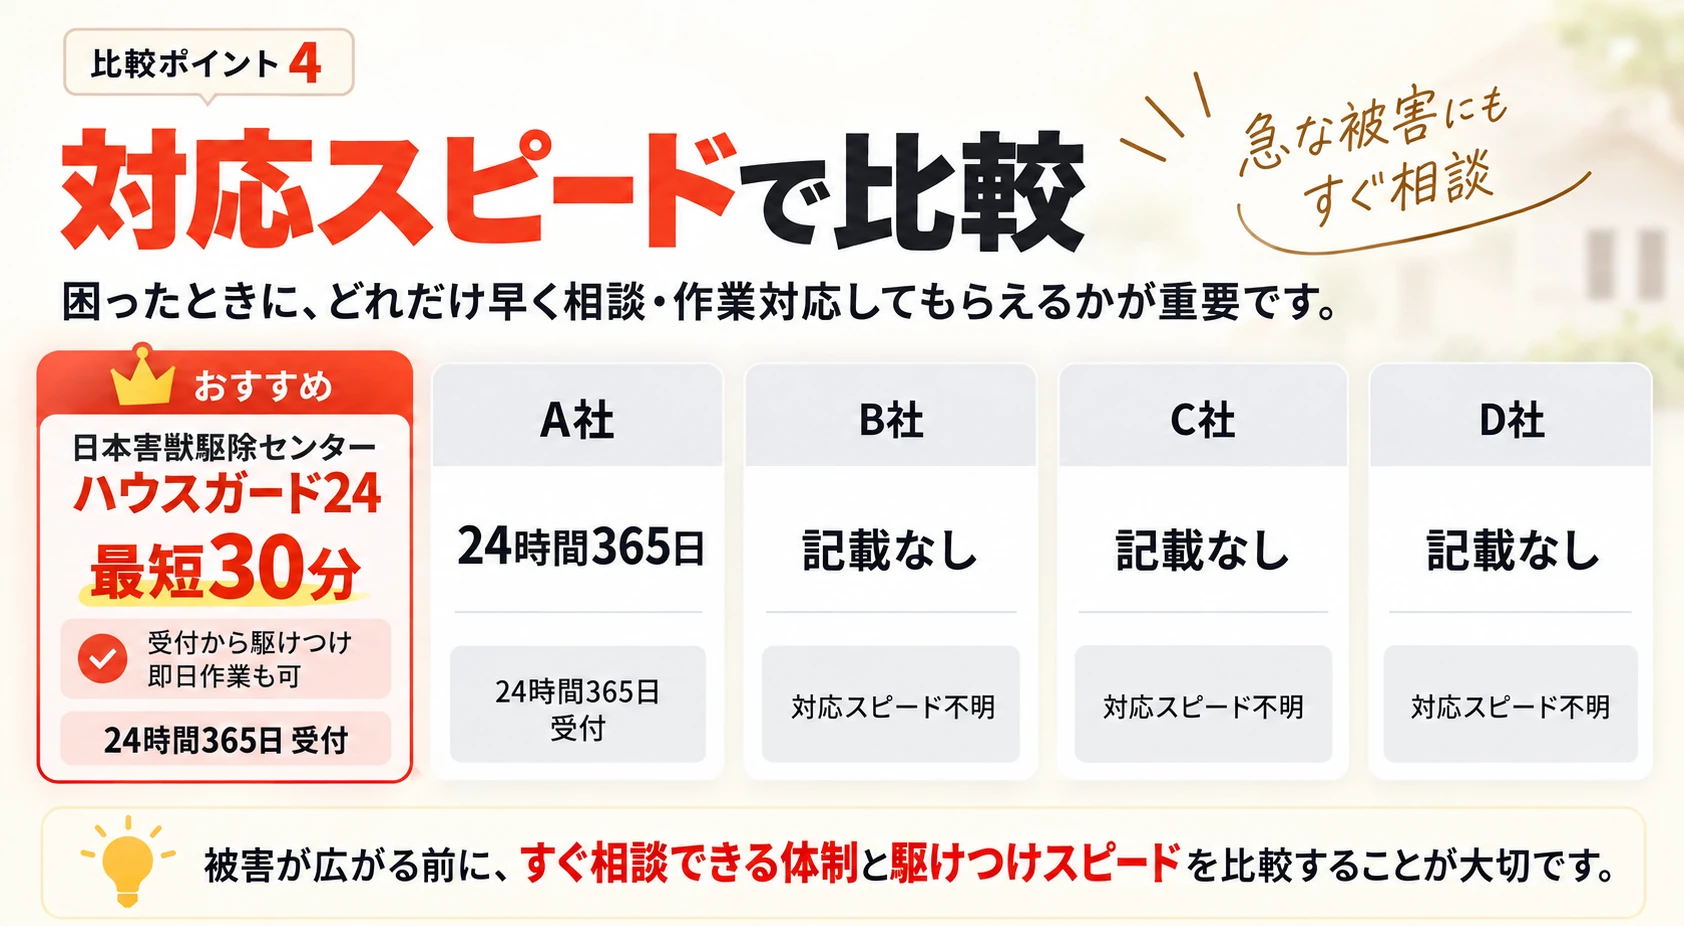 比較ポイント4
対応スピードで比較
急な被害にも
すぐ相談
困ったときに、どれだけ早く相談・作業対応してもらえるかが重要です。
おすすめ
日本害獣駆除センター
ハウスガード24
最短30分
受付から駆けつけ
即日作業も可
24時間365日 受付
A社
24時間365日
24時間365日
受付
B社
記載なし
対応スピード不明
C社
記載なし
対応スピード不明
D社
記載なし
対応スピード不明
被害が広がる前に、すぐ相談できる体制と駆けつけスピードを比較することが大切です。